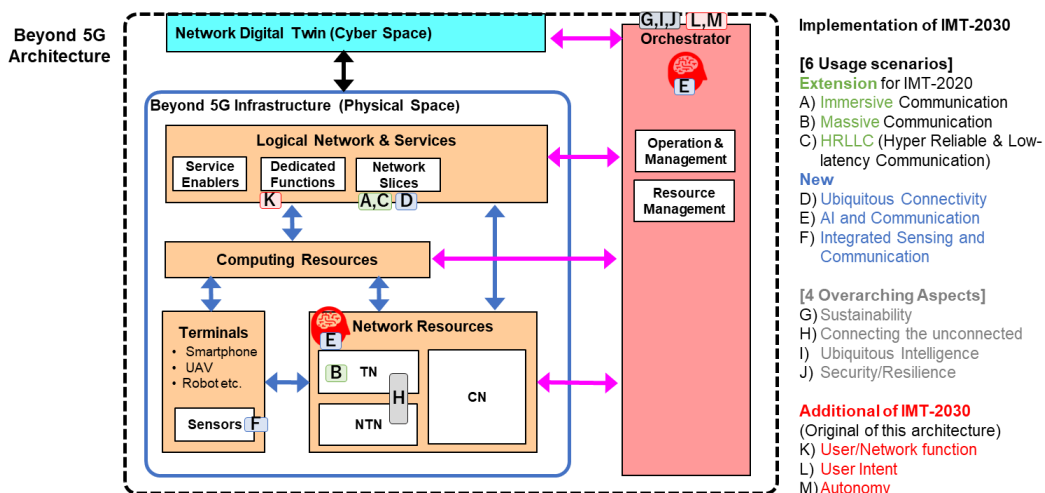 Beyond 5G
Architecture
Network Digital Twin (Cyber Space)
G,I,J
L,M
Orchestrator
E
Beyond 5G Infrastructure (Physical Space)
Logical Network & Services
Service
Enablers
Dedicated
Functions
Network
Slices
K
A,C
D
Operation &
Management
Resource
Management
Computing Resources
Terminals
• Smartphone
• UAV
• Robot etc.
Sensors
F
Network Resources
E
B
TN
H
NTN
CN
Implementation of IMT-2030
[6 Usage scenarios]
Extension for IMT-2020
A) Immersive Communication
B) Massive Communication
C) HRLLC (Hyper Reliable & Low-
latency Communication)
New
D) Ubiquitous Connectivity
E) AI and Communication
F) Integrated Sensing and
Communication
[4 Overarching Aspects]
G) Sustainability
H) Connecting the unconnected
I) Ubiquitous Intelligence
J) Security/Resilience
Additional of IMT-2030
(Original of this architecture)
K) User/Network function
L) User Intent
M) Autonomy